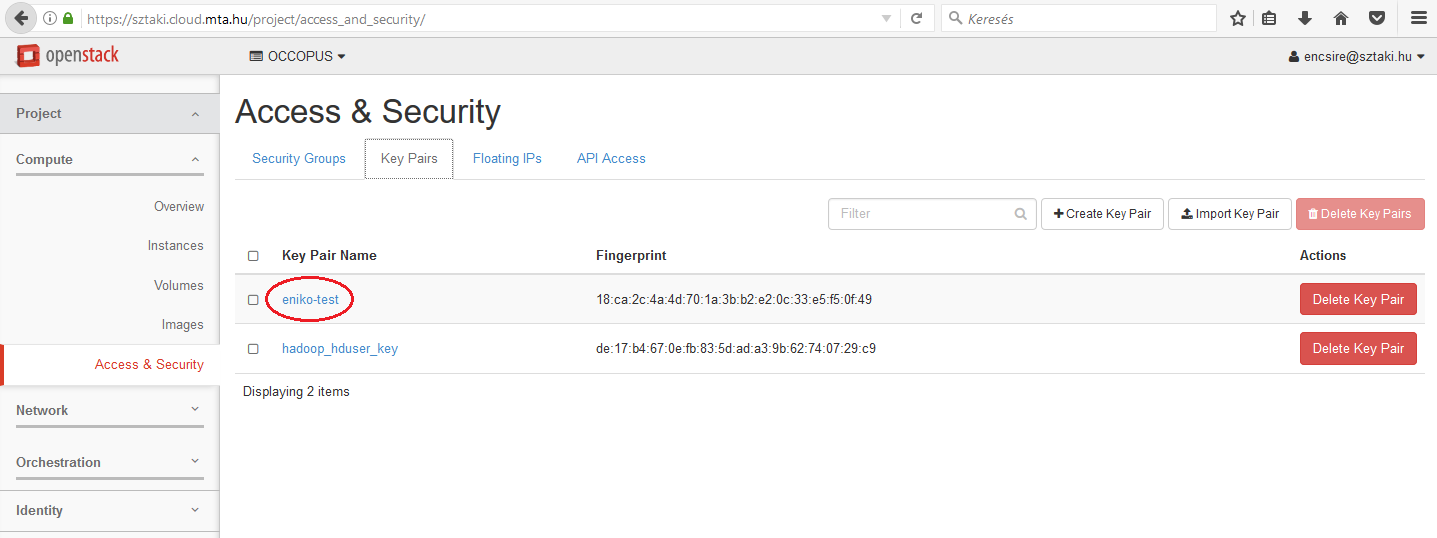 https://sztaki.cloud.mta.hu/project/access_and_security/
Keresés
openstack
OCCOPUS
encsire@sztaki.hu
Project
Compute
Overview
Instances
Volumes
Images
Access & Security
Network
Orchestration
Identity
Access & Security
Security Groups Key Pairs Floating IPs API Access
Filter Create Key Pair Import Key Pair Delete Key Pairs
Key Pair Name Fingerprint Actions
eniko-test 18:ca:2c:4a:4d:70:1a:3b:b2:e2:0c:33:e5:f5:0f:49 Delete Key Pair
hadoop_hduser_key de:17:b4:67:0e:fb:83:5d:ad:a3:9b:62:74:07:29:c9 Delete Key Pair
Displaying 2 items